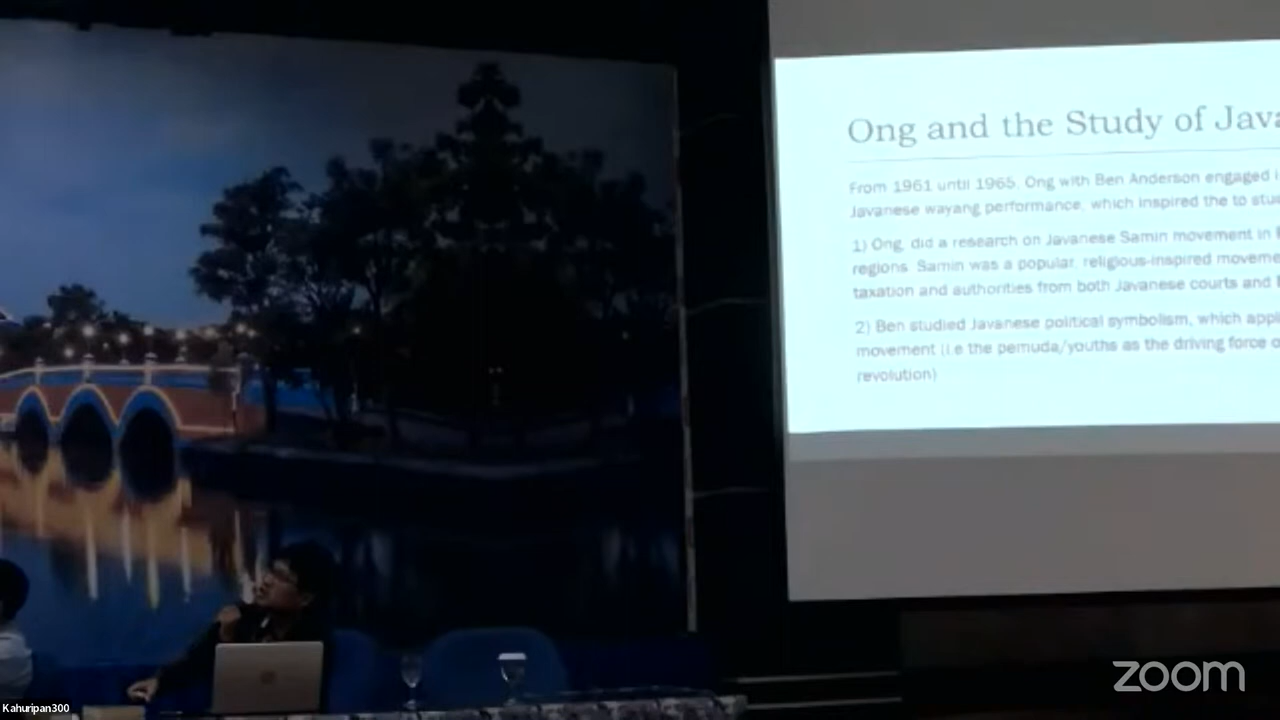 Ong and the Study of Java
From 1961 until 1965, Ong with Ben Anderson engaged i
Javanese wayang performance, which inspired the to stu
1) Ong, did a research on Javanese Samin movement in
regions. Samin was a popular, religious-inspired moveme
taxation and authorities from both Javanese courts and
2) Ben studied Javanese political symbolism, which appl
movement (i.e the pemuda/youths as the driving force o
revolution)
zoom
Kahuripan300